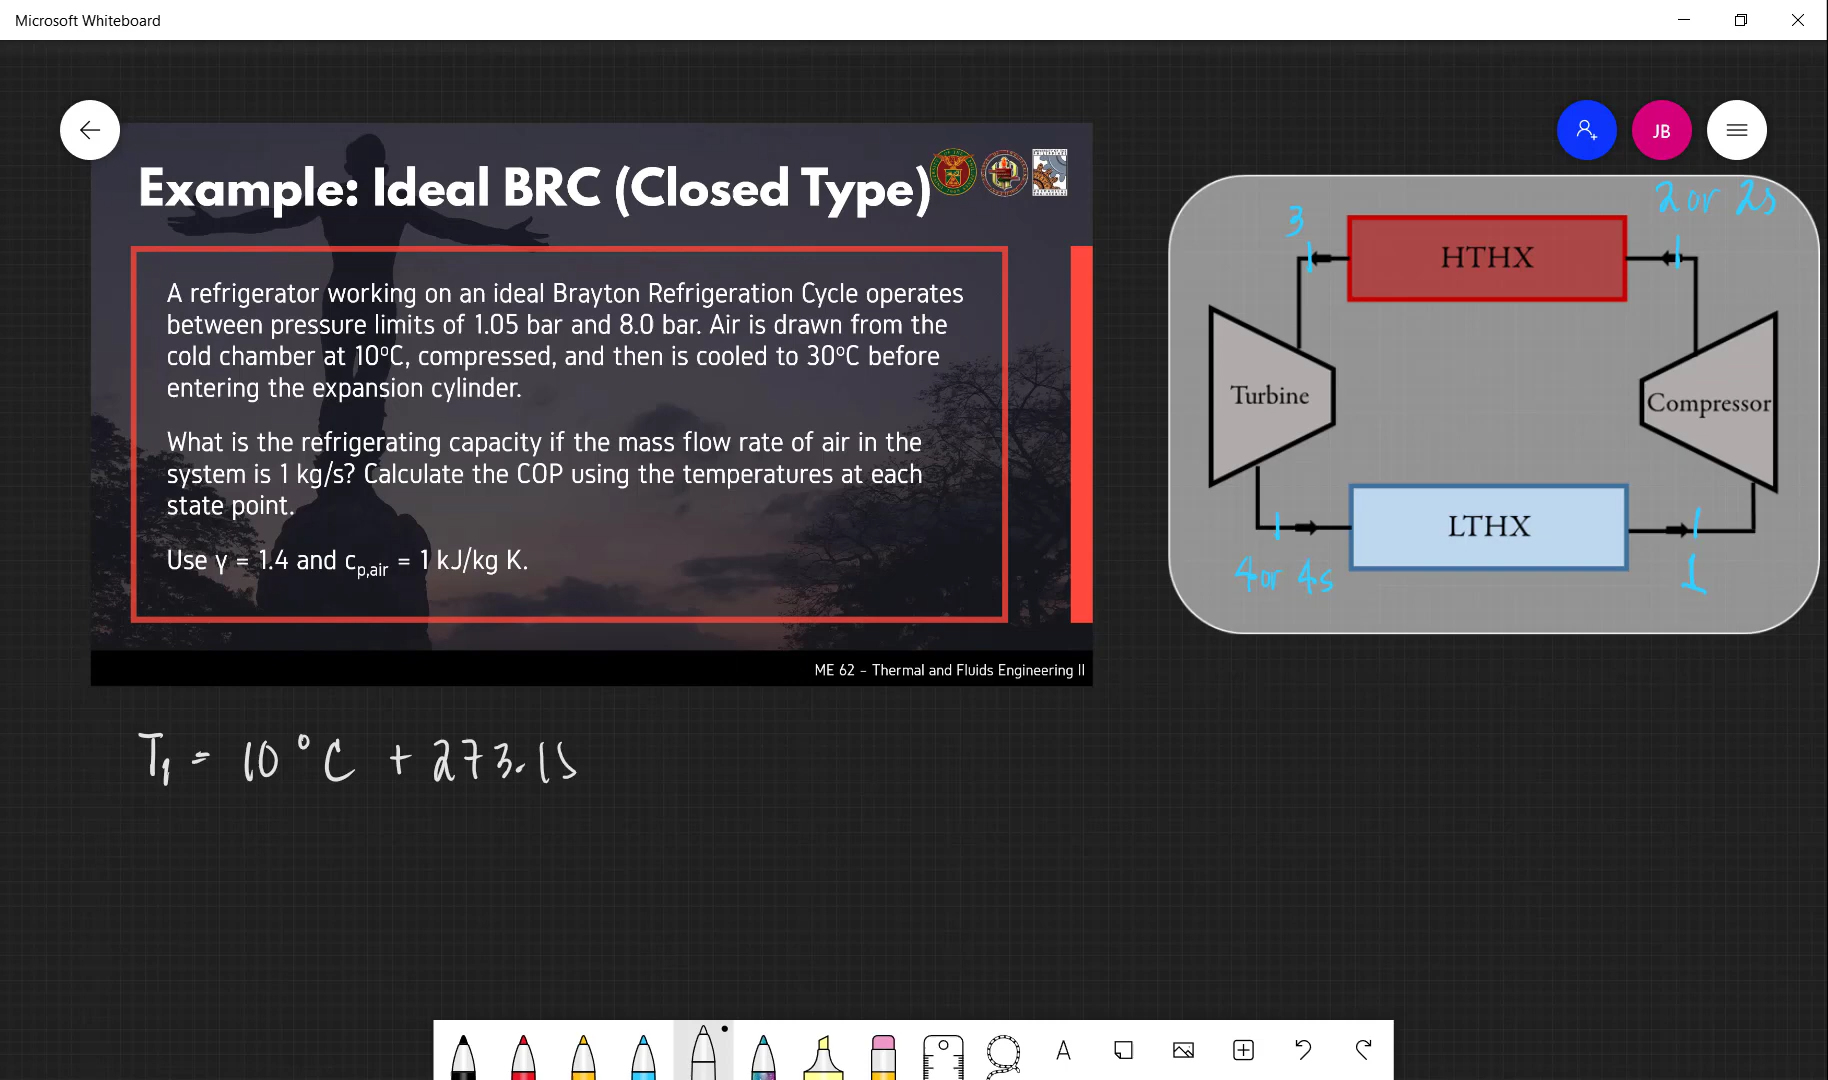 Microsoft Whiteboard
JB
Example: Ideal BRC (Closed Type)
A refrigerator working on an ideal Brayton Refrigeration Cycle operates
between pressure limits of 1.05 bar and 8.0 bar. Air is drawn from the
cold chamber at 10°C, compressed, and then is cooled to 30°C before
entering the expansion cylinder.
What is the refrigerating capacity if the mass flow rate of air in the
system is 1 kg/s? Calculate the COP using the temperatures at each
state point.
Use γ = 1.4 and cp,air = 1 kJ/kg K.
ME 62 – Thermal and Fluids Engineering II
3
2 or 2s
HTHX
Turbine
Compressor
LTHX
4 or 4s
1
T1 = 10 °C + 273.15
A